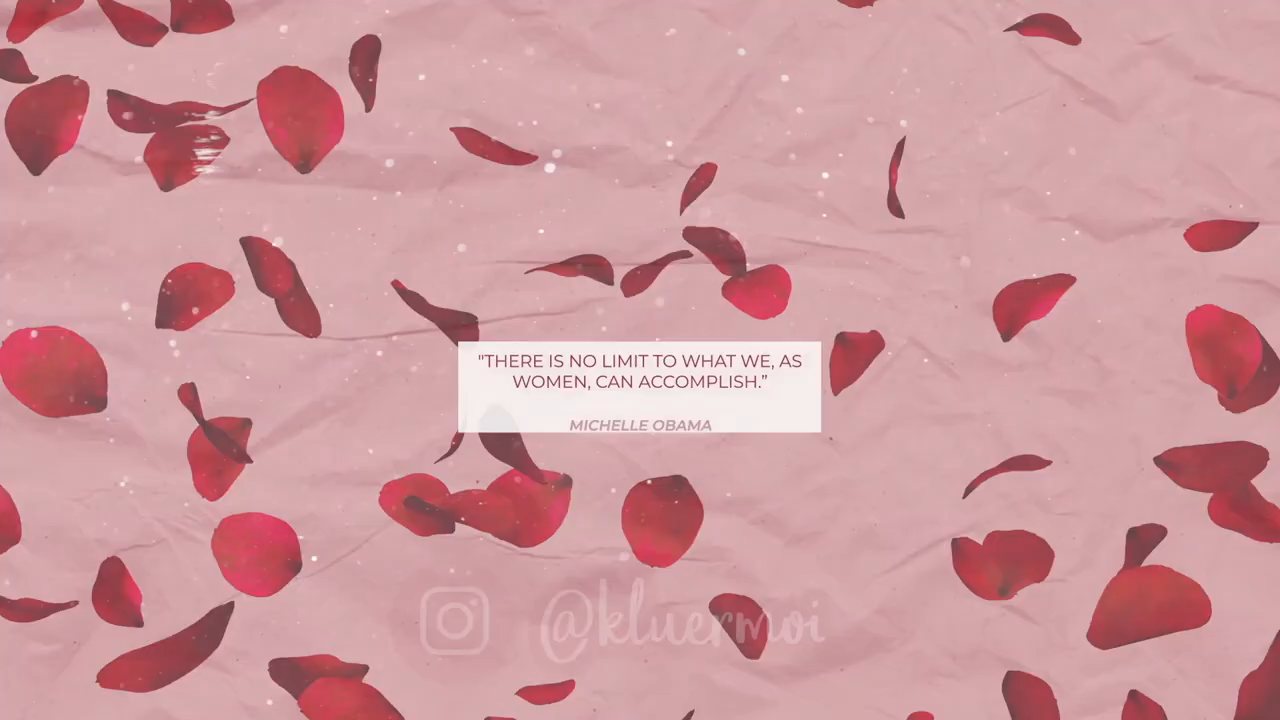 "THERE IS NO LIMIT TO WHAT WE, AS
WOMEN, CAN ACCOMPLISH.”
MICHELLE OBAMA
@kluermoi